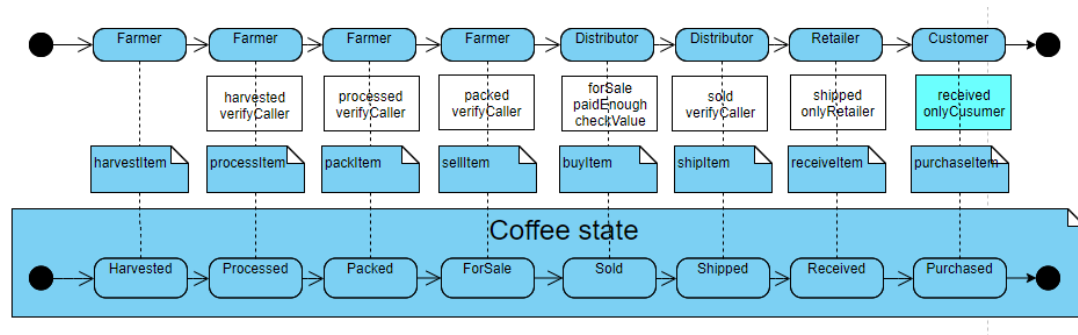 Farmer
Farmer
Farmer
Farmer
Distributor
Distributor
Retailer
Customer
harvested
verifyCaller
processed
verifyCaller
packed
verifyCaller
forSale
paidEnough
checkValue
sold
verifyCaller
shipped
onlyRetailer
received
onlyCusumer
harvestItem
processItem
packItem
sellItem
buyItem
shipItem
receiveItem
purchaseItem
Coffee state
Harvested
Processed
Packed
ForSale
Sold
Shipped
Received
Purchased